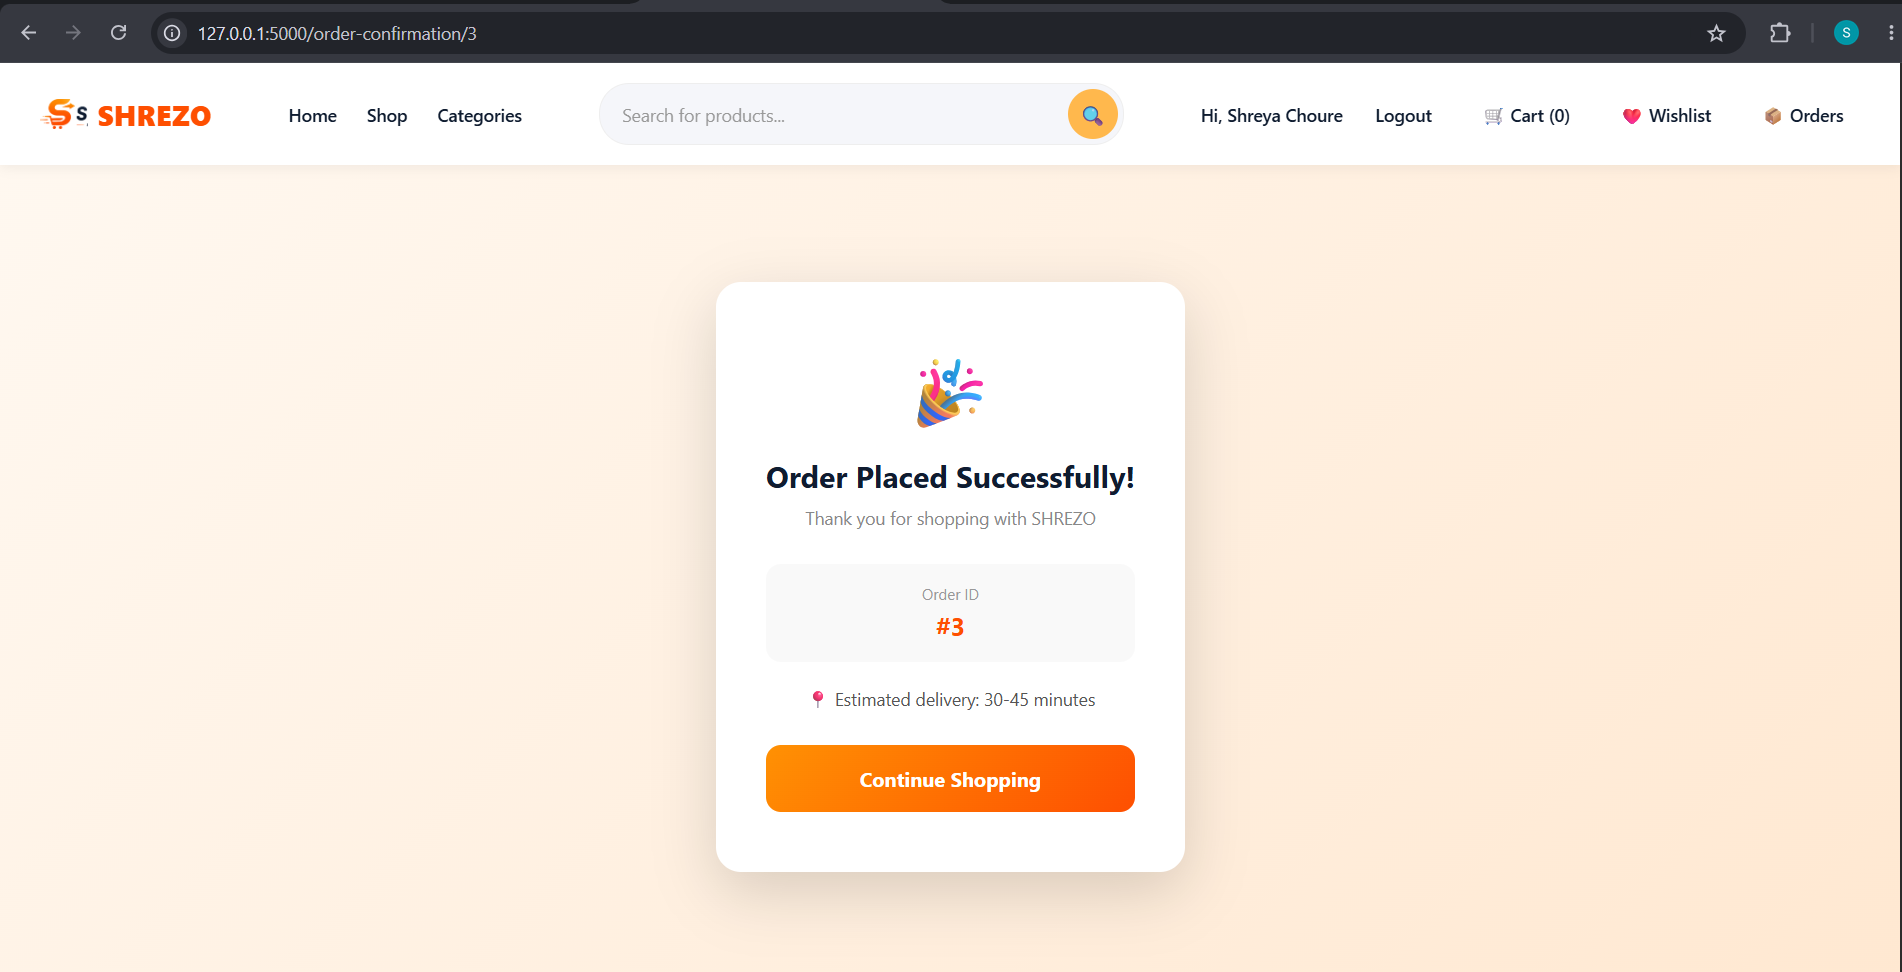 127.0.0.1:5000/order-confirmation/3
S
S SHREZO
Home
Shop
Categories
Search for products...
Hi, Shreya Choure
Logout
Cart (0)
Wishlist
Orders
Order Placed Successfully!
Thank you for shopping with SHREZO
Order ID
#3
Estimated delivery: 30-45 minutes
Continue Shopping